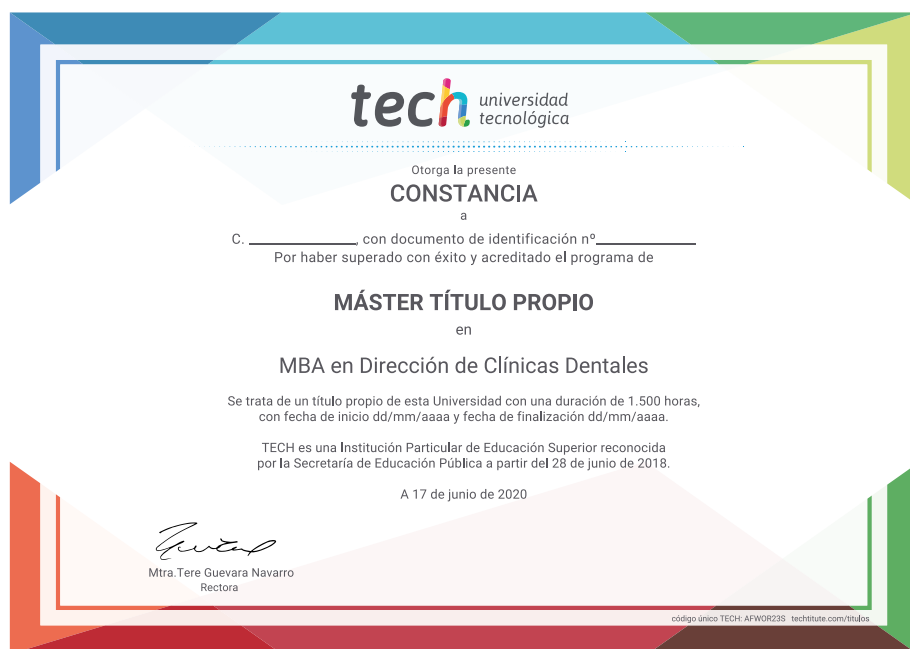 tech universidad
tecnológica
Otorga la presente
CONSTANCIA
a
C. ____________, con documento de identificación nº____________
Por haber superado con éxito y acreditado el programa de
MÁSTER TÍTULO PROPIO
en
MBA en Dirección de Clínicas Dentales
Se trata de un título propio de esta Universidad con una duración de 1.500 horas,
con fecha de inicio dd/mm/aaaa y fecha de finalización dd/mm/aaaa.
TECH es una Institución Particular de Educación Superior reconocida
por la Secretaría de Educación Pública a partir del 28 de junio de 2018.
A 17 de junio de 2020
Mtra.Tere Guevara Navarro
Rectora
código único TECH: AFWOR23S techtitute.com/titulos